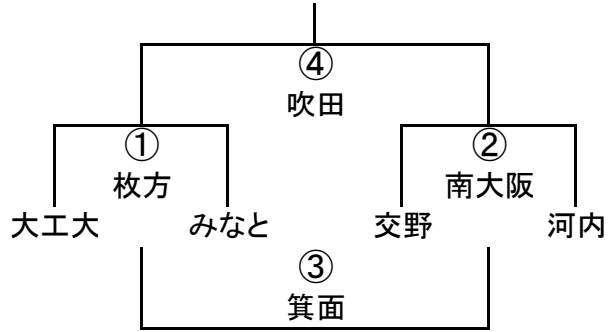 ④
吹田
① ②
枚方 南大阪
大工大 みなと 交野 河内
③
箕面